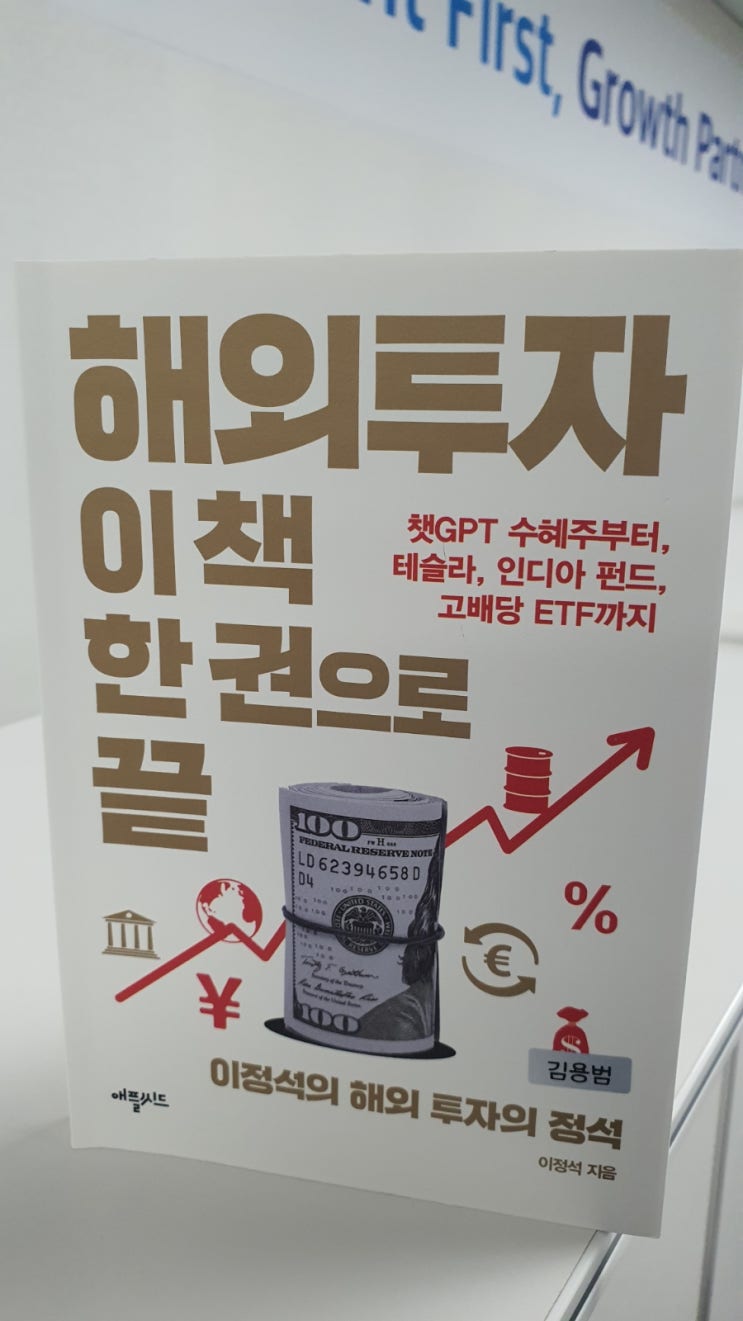 First, Growth
해외투자
이 책
한 권으로
끝
챗GPT 수혜주부터,
테슬라, 인디아 펀드,
고배당 ETF까지
100
FEDERAL RESERVE NOTE
LD 62394658 D
D4
100
%
¥
€
$
김용범
이정석의 해외 투자의 정석
애플씨드
이정석 지음